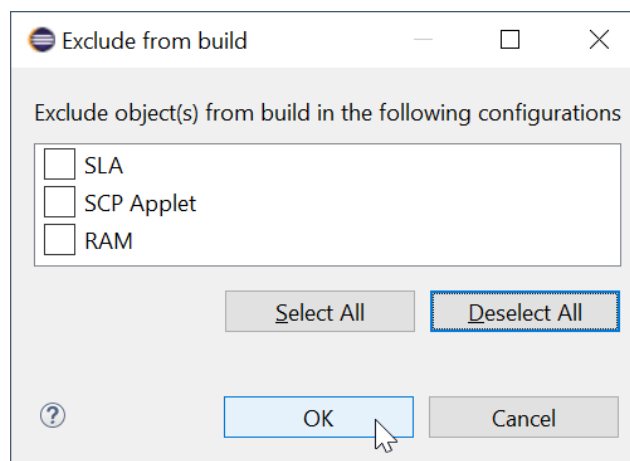 Exclude from build
Exclude object(s) from build in the following configurations
SLA
SCP Applet
RAM
Select All Deselect All
? OK Cancel